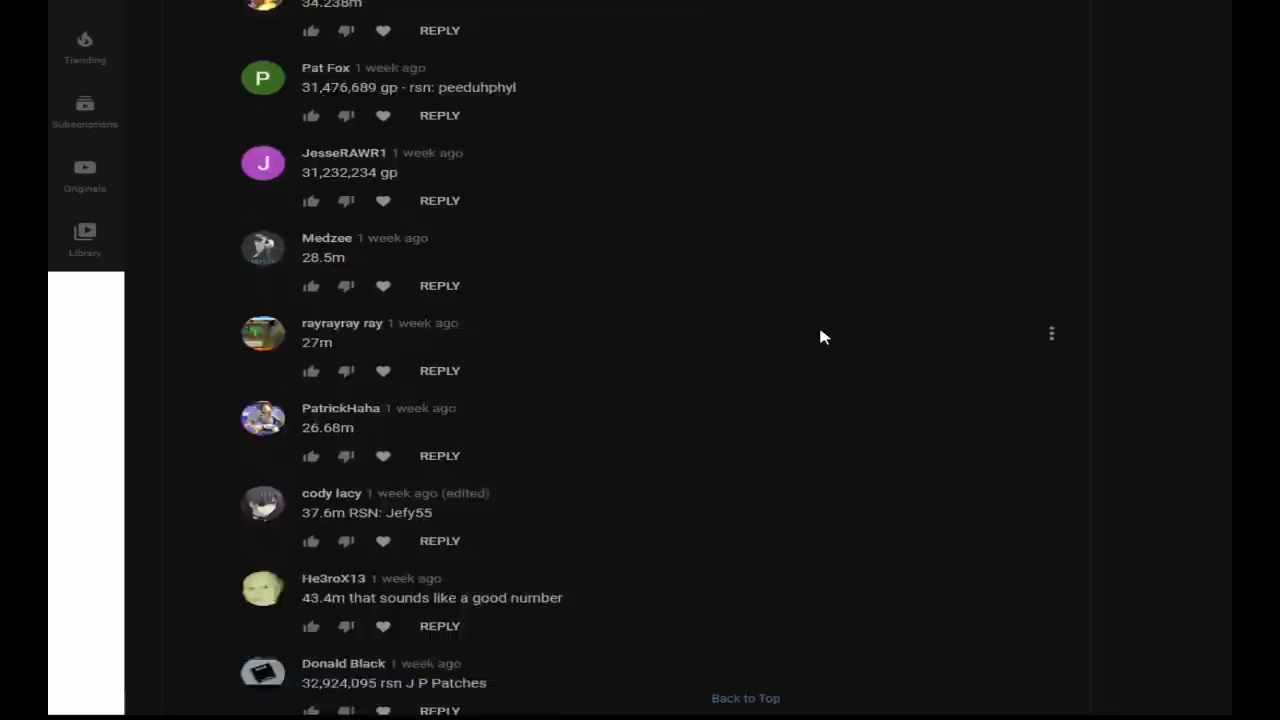 34.238m
REPLY
Trending
Pat Fox 1 week ago
31,476,689 gp - rsn: peeduhphyl
REPLY
Subscriptions
JesseRAWR1 1 week ago
31,232,234 gp
REPLY
Originals
Medzee 1 week ago
28.5m
REPLY
Library
rayrayray ray 1 week ago
27m
REPLY
PatrickHaha 1 week ago
26.68m
REPLY
cody lacy 1 week ago (edited)
37.6m RSN: Jefy55
REPLY
He3roX13 1 week ago
43.4m that sounds like a good number
REPLY
Donald Black 1 week ago
32,924,095 rsn J P Patches
REPLY
Back to Top